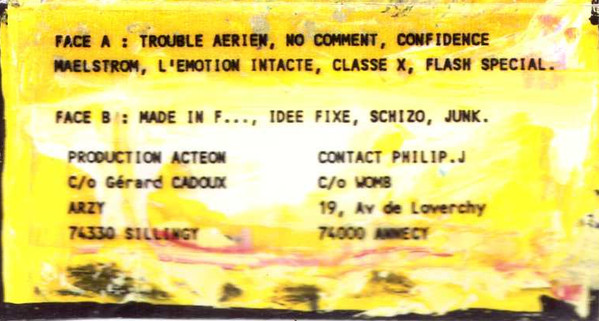 FACE A : TROUBLE AERIEN, NO COMMENT, CONFIDENCE
MAELSTROM, L'EMOTION INTACTE, CLASSE X, FLASH SPECIAL.
FACE B : MADE IN F..., IDEE FIXE, SCHIZO, JUNK.
PRODUCTION ACTEON
C/o Gérard CADOUX
ARZY
74330 SILLINGY
CONTACT PHILIP.J
C/o WOMB
19, Av de Loverchy
74000 ANNECY